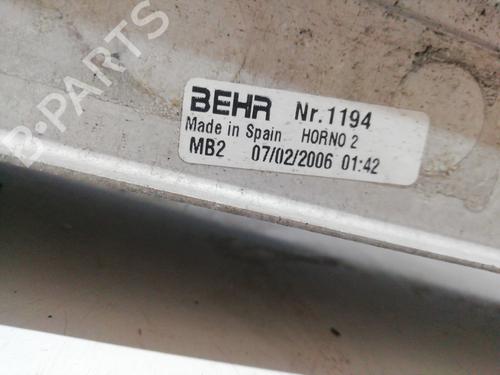 BEHR Nr.1194
Made in Spain HORNO 2
MB2 07/02/2006 01:42
B-PARTS